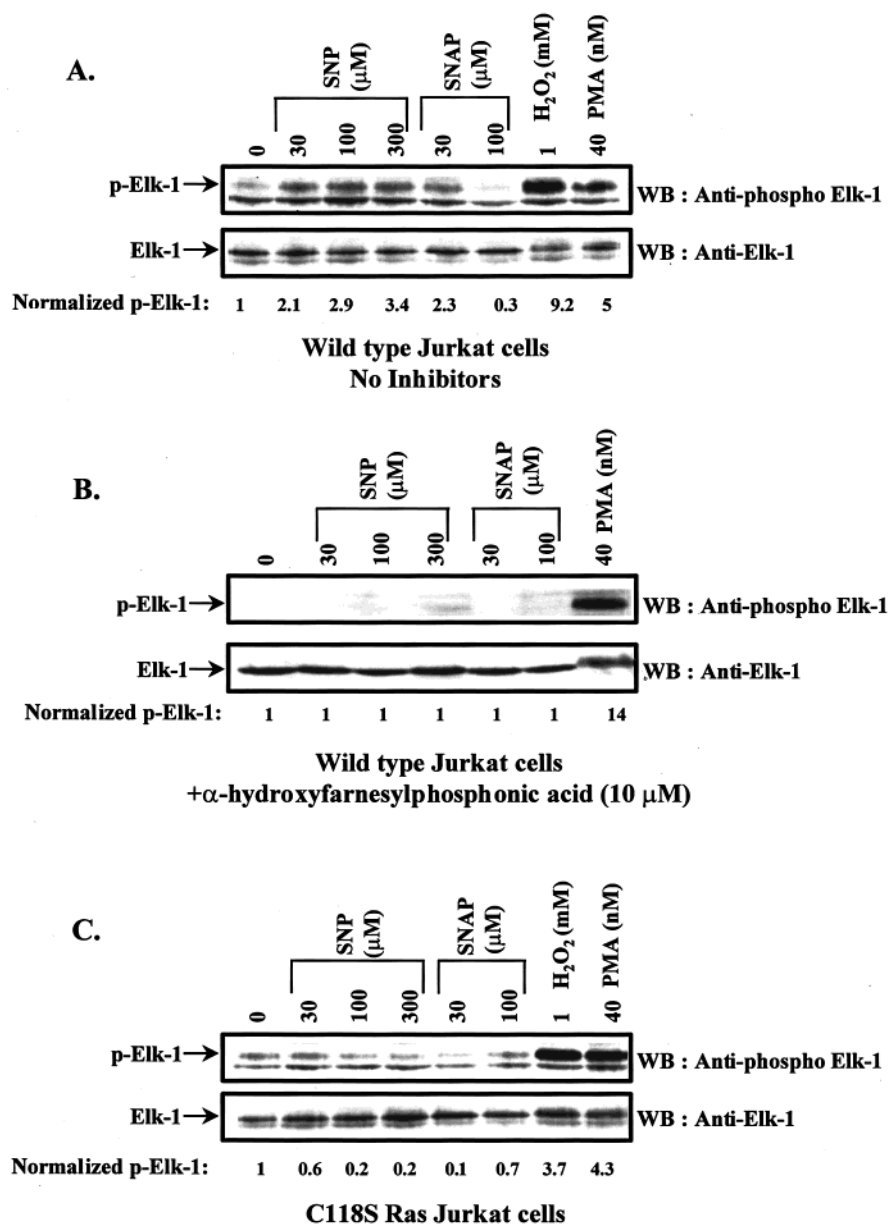 A.
SNP
(μM)
SNAP
(μM)
H₂O₂ (mM)
PMA (nM)
0
30
100
300
30
100
1
40
p-Elk-1
WB : Anti-phospho Elk-1
Elk-1
WB : Anti-Elk-1
Normalized p-Elk-1: 1 2.1 2.9 3.4 2.3 0.3 9.2 5
Wild type Jurkat cells
No Inhibitors
B.
SNP
(μM)
SNAP
(μM)
PMA (nM)
0
30
100
300
30
100
40
p-Elk-1
WB : Anti-phospho Elk-1
Elk-1
WB : Anti-Elk-1
Normalized p-Elk-1: 1 1 1 1 1 1 14
Wild type Jurkat cells
+α-hydroxyfarnesylphosphonic acid (10 μM)
C.
SNP
(μM)
SNAP
(μM)
H₂O₂ (mM)
PMA (nM)
0
30
100
300
30
100
1
40
p-Elk-1
WB : Anti-phospho Elk-1
Elk-1
WB : Anti-Elk-1
Normalized p-Elk-1: 1 0.6 0.2 0.2 0.1 0.7 3.7 4.3
C118S Ras Jurkat cells